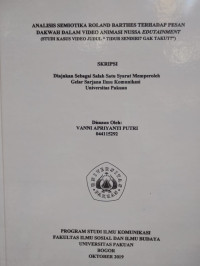 ANALISIS SEMIOTIKA ROLAND BARTHES TERHADAP PESAN
DAKWAH DALAM VIDEO ANIMASI NUSSA EDUTAINMENT
(STUDI KASUS VIDEO JUDUL " TIDUR SENDIRI? GAK TAKUT!")
SKRIPSI
Diajukan Sebagai Salah Satu Syarat Memperoleh
Gelar Sarjana Ilmu Komunikasi
Universitas Pakuan
Disusun Oleh:
VANNI APRIYANTI PUTRI
044115292
PROGRAM STUDI ILMU KOMUNIKASI
FAKULTAS ILMU SOSIAL DAN ILMU BUDAYA
UNIVERSITAS PAKUAN
BOGOR
OKTOBER 2019